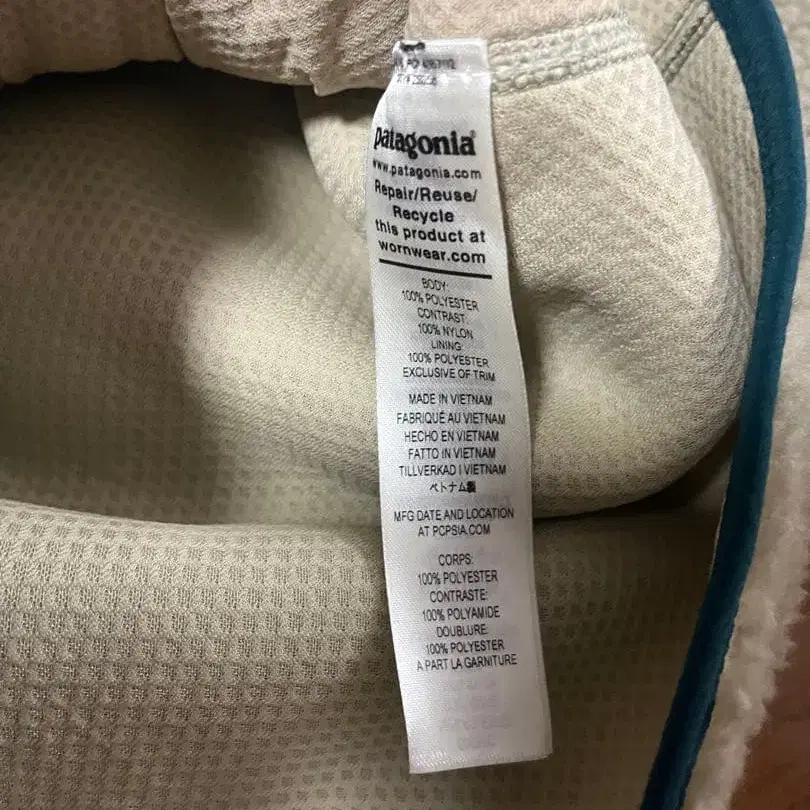 patagonia®
www.patagonia.com
Repair/Reuse/
Recycle
this product at
wornwear.com
BODY:
100% POLYESTER
CONTRAST:
100% NYLON
LINING:
100% POLYESTER
EXCLUSIVE OF TRIM
MADE IN VIETNAM
FABRIQUÉ AU VIETNAM
HECHO EN VIETNAM
FATTO IN VIETNAM
TILLVERKAD I VIETNAM
ベトナム製
MFG DATE AND LOCATION
AT PCPSIA.COM
CORPS:
100% POLYESTER
CONTRASTE:
100% POLYAMIDE
DOUBLURE:
100% POLYESTER
A PART LA GARNITURE